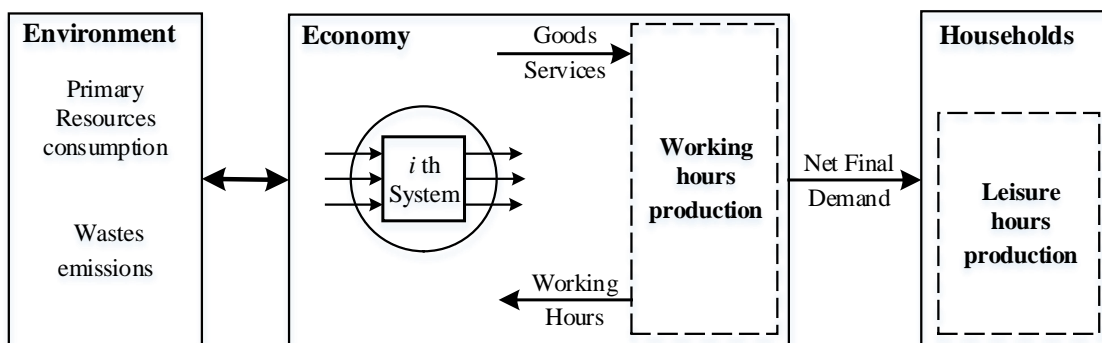 Environment
Primary
Resources
consumption
Wastes
emissions
Economy
i th
System
Goods
Services
Working
hours
production
Working
Hours
Net Final
Demand
Households
Leisure
hours
production